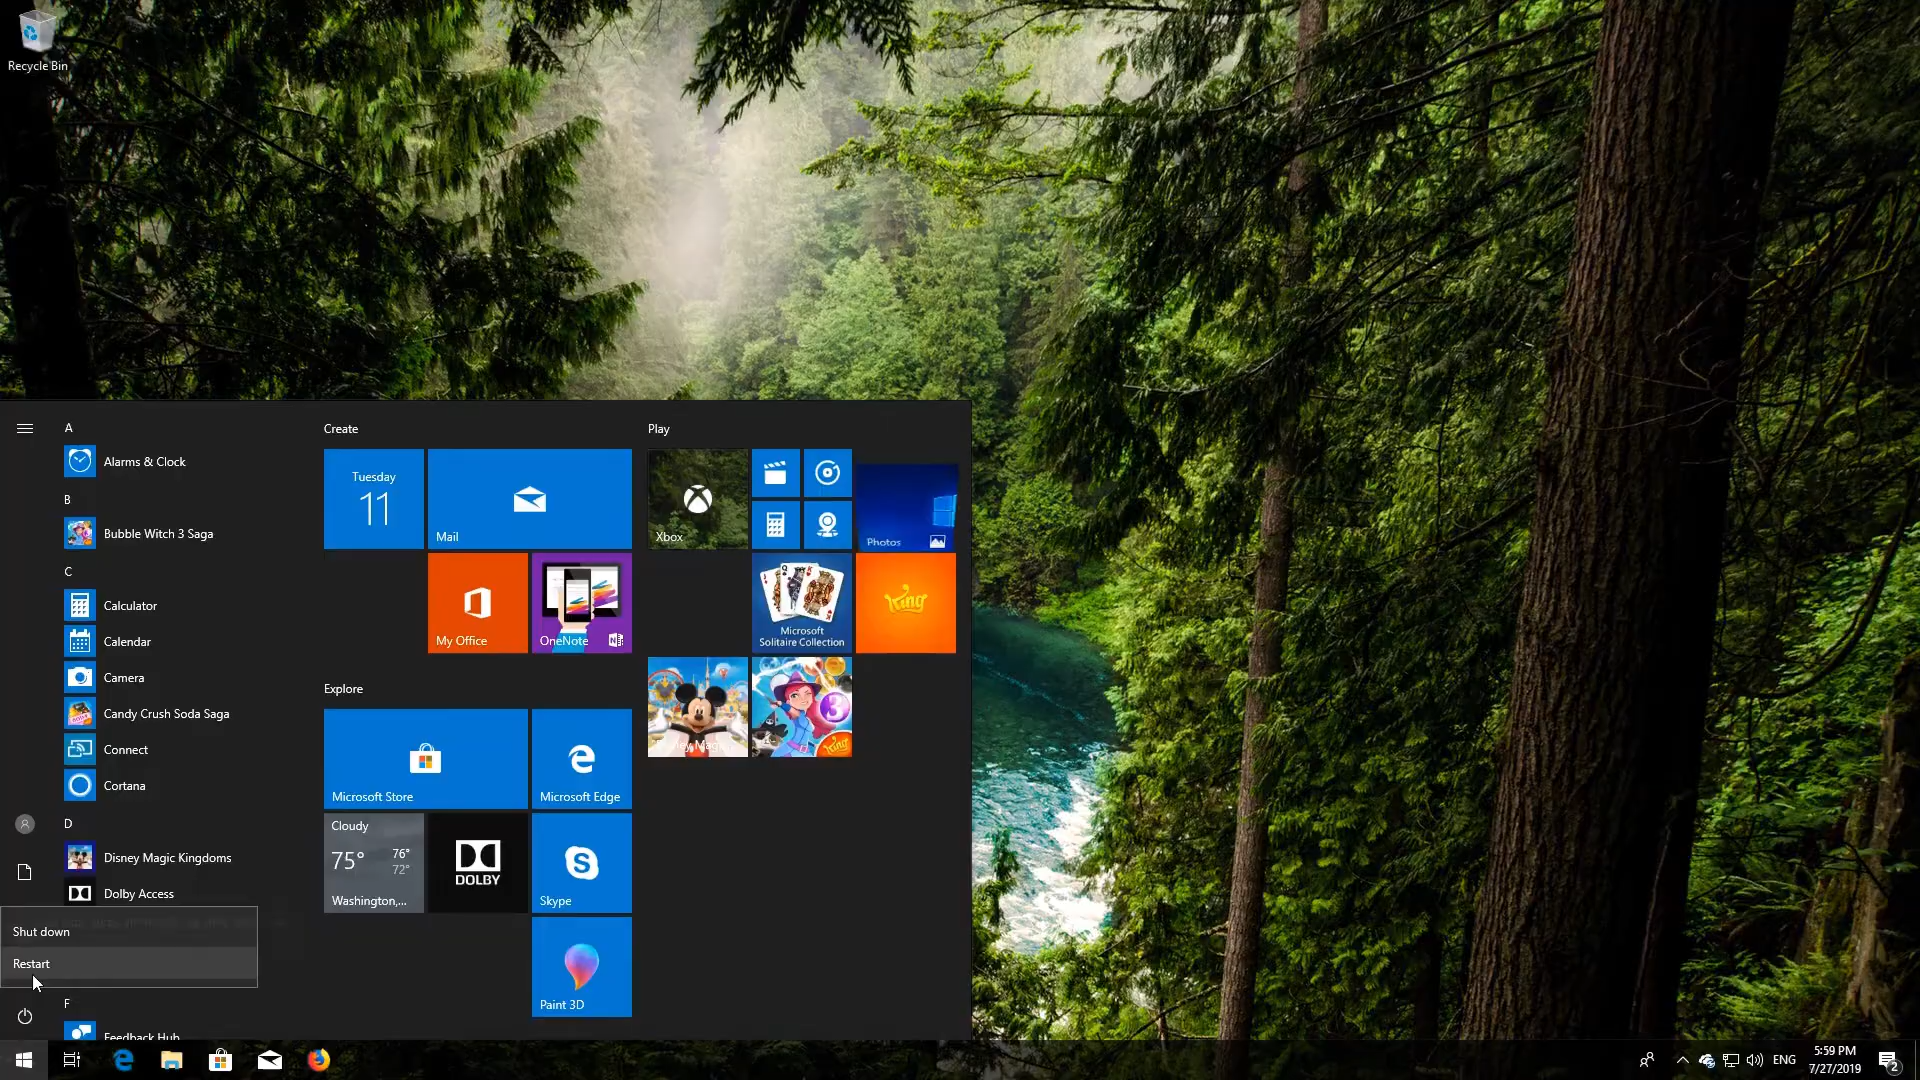 Recycle Bin
A
Alarms & Clock
B
Bubble Witch 3 Saga
C
Calculator
Calendar
Camera
Candy Crush Soda Saga
Connect
Cortana
D
Disney Magic Kingdoms
Dolby Access
Shut down
Restart
F
Feedback Hub
Create
Tuesday
11
Mail
My Office
OneNote
Explore
Microsoft Store
Microsoft Edge
Cloudy
75°
76°
72°
Washington,...
DOLBY
Skype
Paint 3D
Play
Xbox
Photos
Microsoft
Solitaire Collection
King
3
King
ENG
5:59 PM
7/27/2019
2